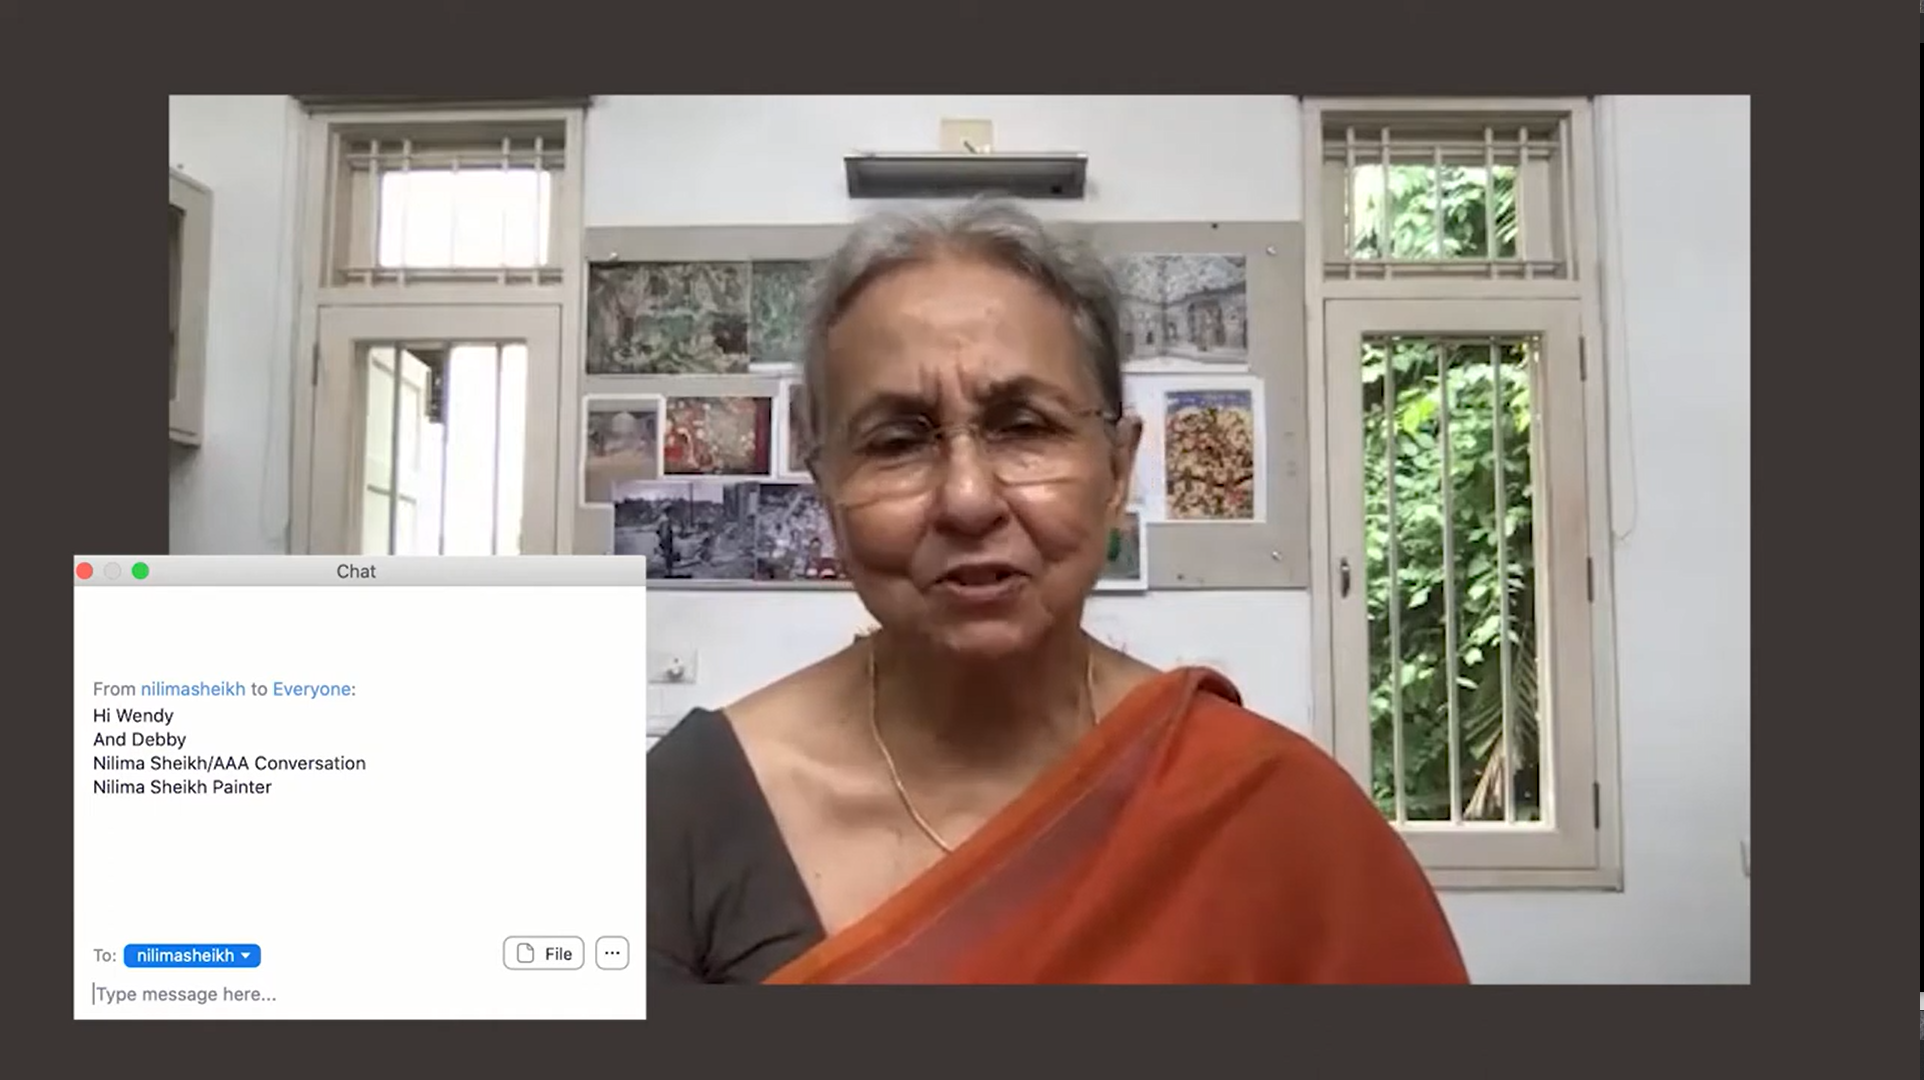 Chat
From nilimasheikh to Everyone:
Hi Wendy
And Debby
Nilima Sheikh/AAA Conversation
Nilima Sheikh Painter
To: nilimasheikh
File
...
Type message here...